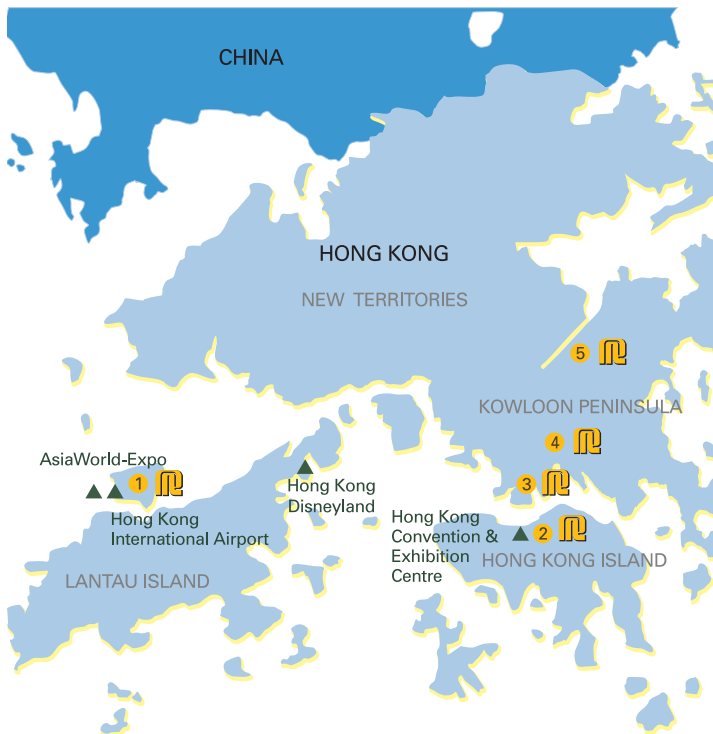 CHINA
HONG KONG
NEW TERRITORIES
5
KOWLOON PENINSULA
4
AsiaWorld-Expo
1
3
Hong Kong
Disneyland
Hong Kong
International Airport
Hong Kong
Convention &
Exhibition
Centre
2
HONG KONG ISLAND
LANTAU ISLAND